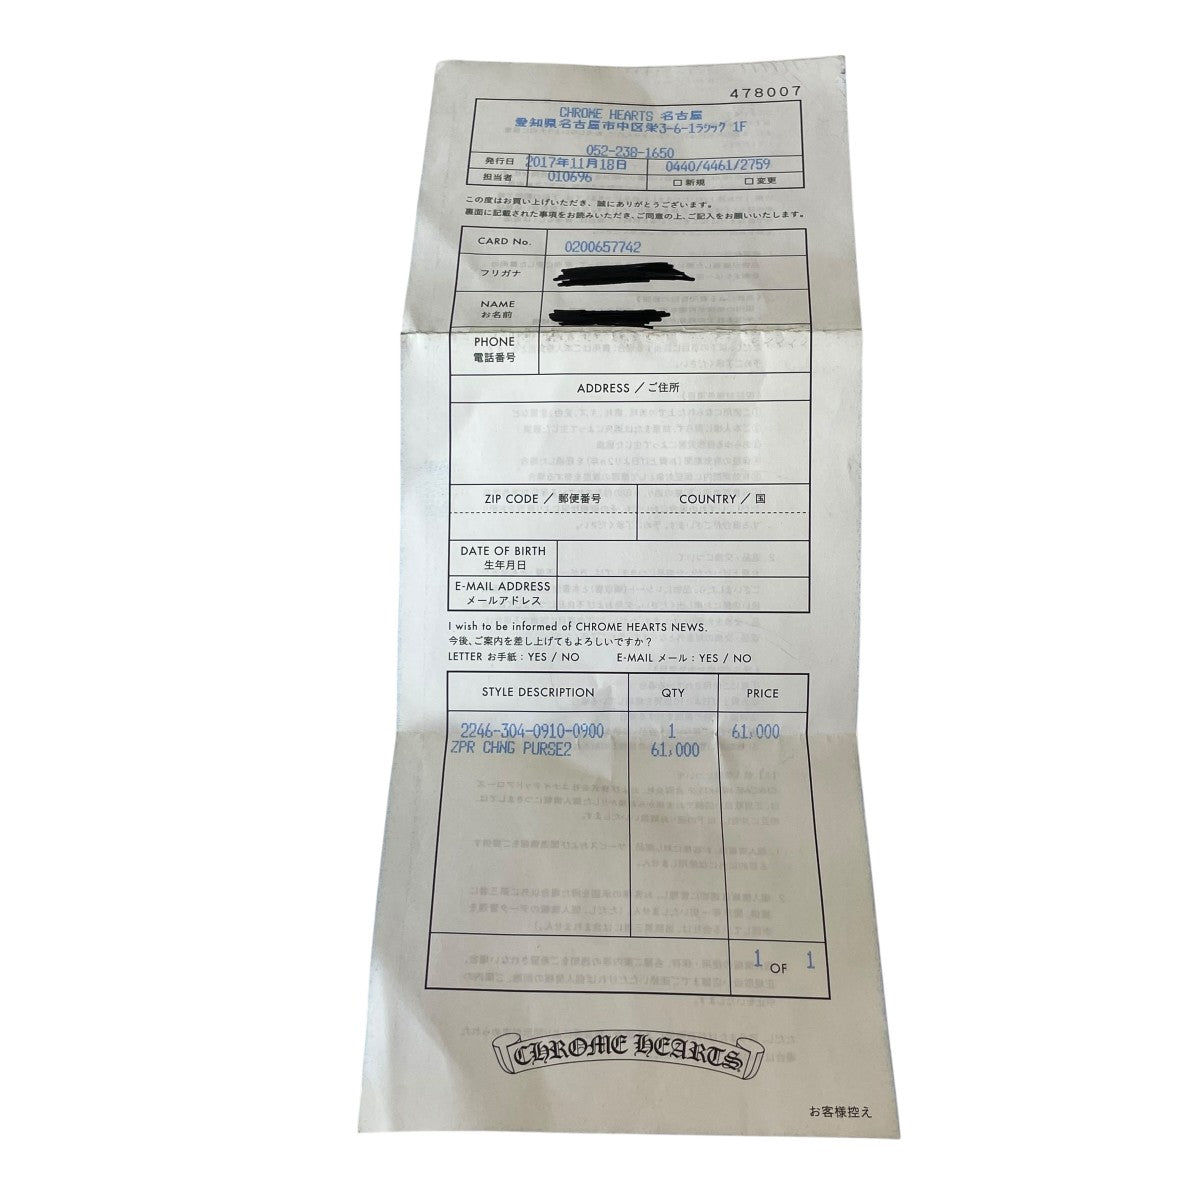 478007
CHROME HEARTS 名古屋
愛知県名古屋市中区栄3-6-1ラシック 1F
052-238-1650
発行日 2017年11月18日 0440/4461/2759
担当者 010696 □ 新規 □ 変更
この度はお買い上げいただき、誠にありがとうございます。
裏面に記載された事項をお読みいただき、ご同意の上、ご記入をお願いいたします。
CARD No. 0200657742
フリガナ
NAME
お名前
PHONE
電話番号
ADDRESS / ご住所
ZIP CODE / 郵便番号 COUNTRY / 国
DATE OF BIRTH
生年月日
E-MAIL ADDRESS
メールアドレス
I wish to be informed of CHROME HEARTS NEWS.
今後、ご案内を差し上げてもよろしいですか?
LETTER お手紙 : YES / NO E-MAIL メール : YES / NO
STYLE DESCRIPTION QTY PRICE
2246-304-0910-0900 1 61,000
ZPR CHNG PURSE2 61,000
1 OF 1
CHROME HEARTS
お客様控え